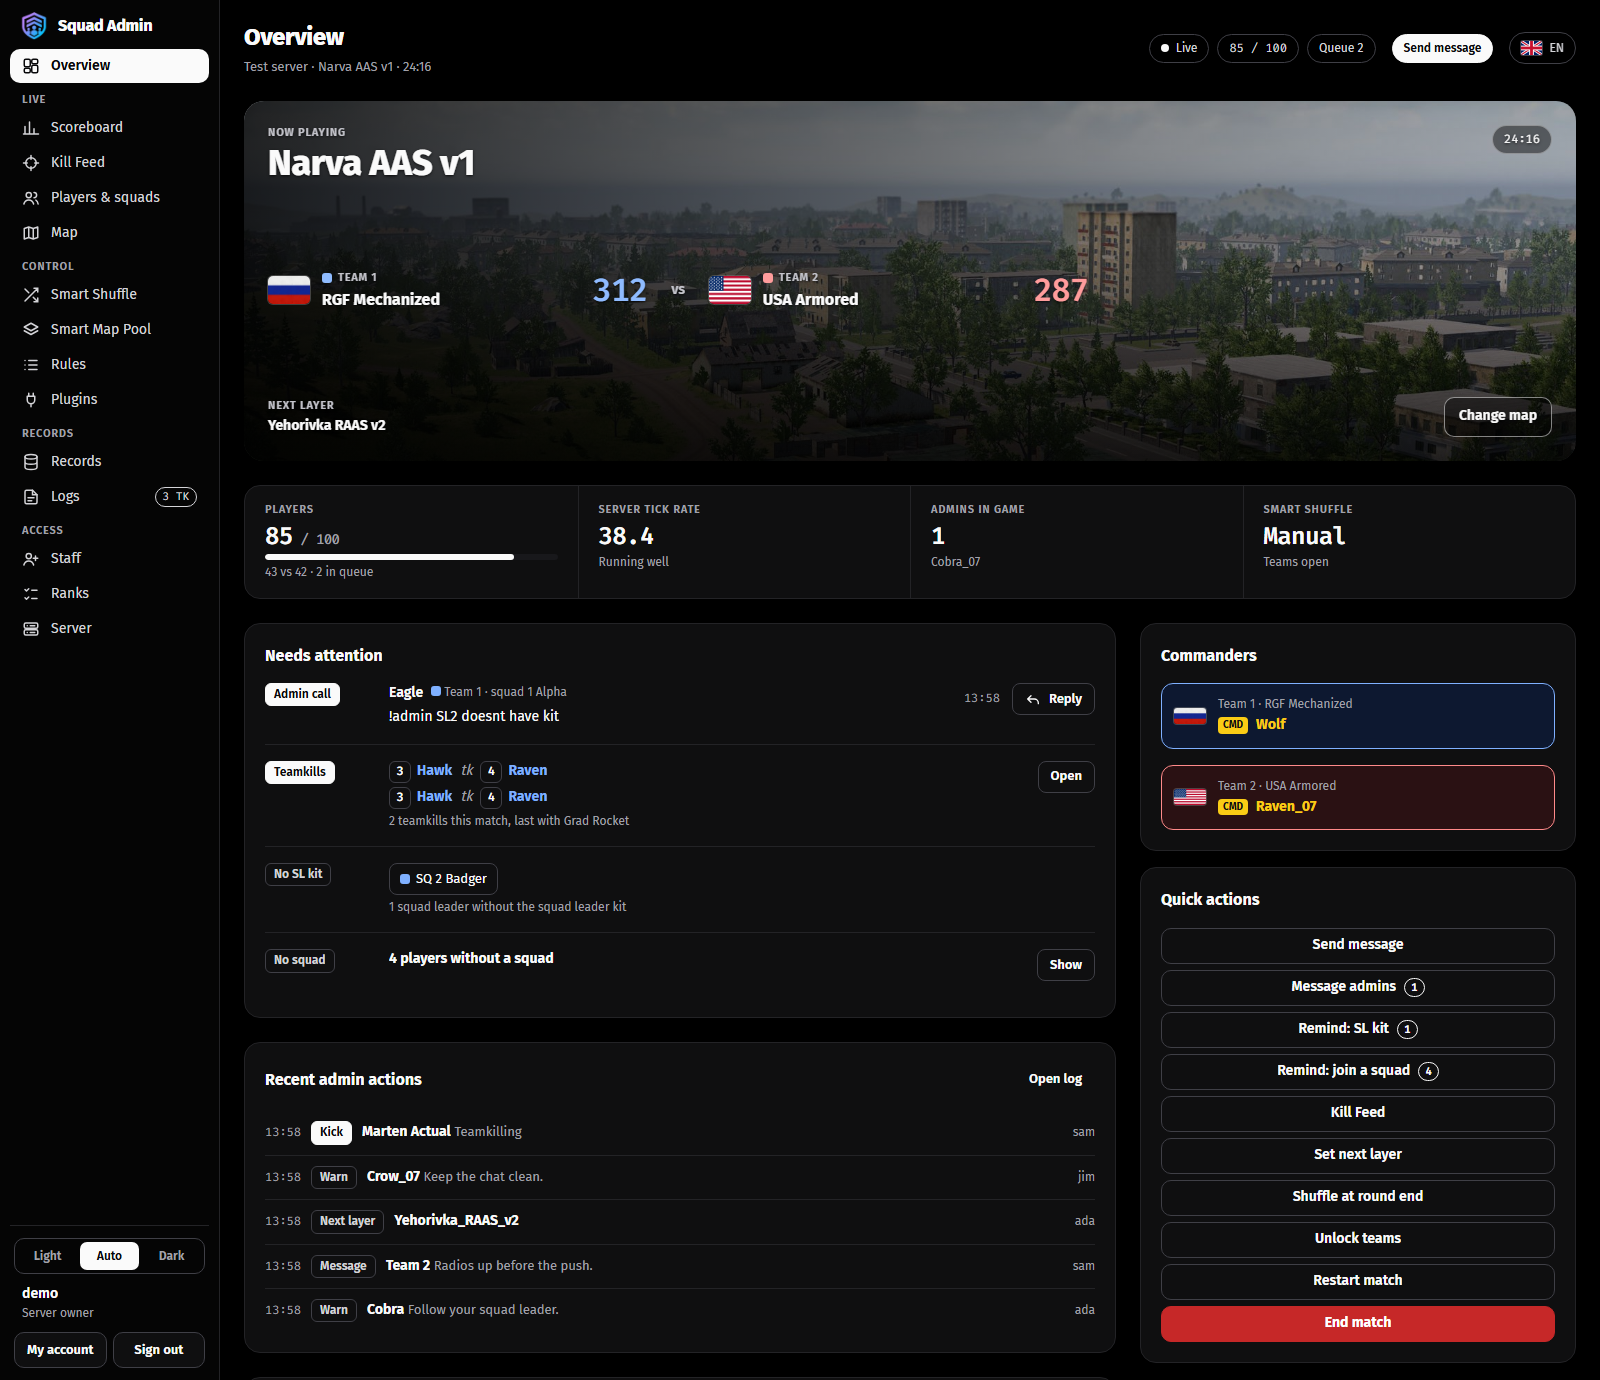 Squad Admin
Overview
LIVE
Scoreboard
Kill Feed
Players & squads
Map
CONTROL
Smart Shuffle
Smart Map Pool
Rules
Plugins
RECORDS
Records
Logs 3 TK
ACCESS
Staff
Ranks
Server
Light Auto Dark
demo
Server owner
My account Sign out
Overview
Test server · Narva AAS v1 · 24:16
Live 85 / 100 Queue 2 Send message EN
NOW PLAYING
Narva AAS v1
24:16
TEAM 1
RGF Mechanized
312 vs
TEAM 2
USA Armored
287
NEXT LAYER
Yehorivka RAAS v2
Change map
PLAYERS
85 / 100
43 vs 42 · 2 in queue
SERVER TICK RATE
38.4
Running well
ADMINS IN GAME
1
Cobra_07
SMART SHUFFLE
Manual
Teams open
Needs attention
Admin call Eagle Team 1 · squad 1 Alpha 13:58 Reply
!admin SL2 doesnt have kit
Teamkills 3 Hawk tk 4 Raven Open
3 Hawk tk 4 Raven
2 teamkills this match, last with Grad Rocket
No SL kit SQ 2 Badger
1 squad leader without the squad leader kit
No squad 4 players without a squad Show
Recent admin actions Open log
13:58 Kick Marten Actual Teamkilling sam
13:58 Warn Crow_07 Keep the chat clean. jim
13:58 Next layer Yehorivka_RAAS_v2 ada
13:58 Message Team 2 Radios up before the push. sam
13:58 Warn Cobra Follow your squad leader. ada
Commanders
Team 1 · RGF Mechanized
CMD Wolf
Team 2 · USA Armored
CMD Raven_07
Quick actions
Send message
Message admins 1
Remind: SL kit 1
Remind: join a squad 4
Kill Feed
Set next layer
Shuffle at round end
Unlock teams
Restart match
End match